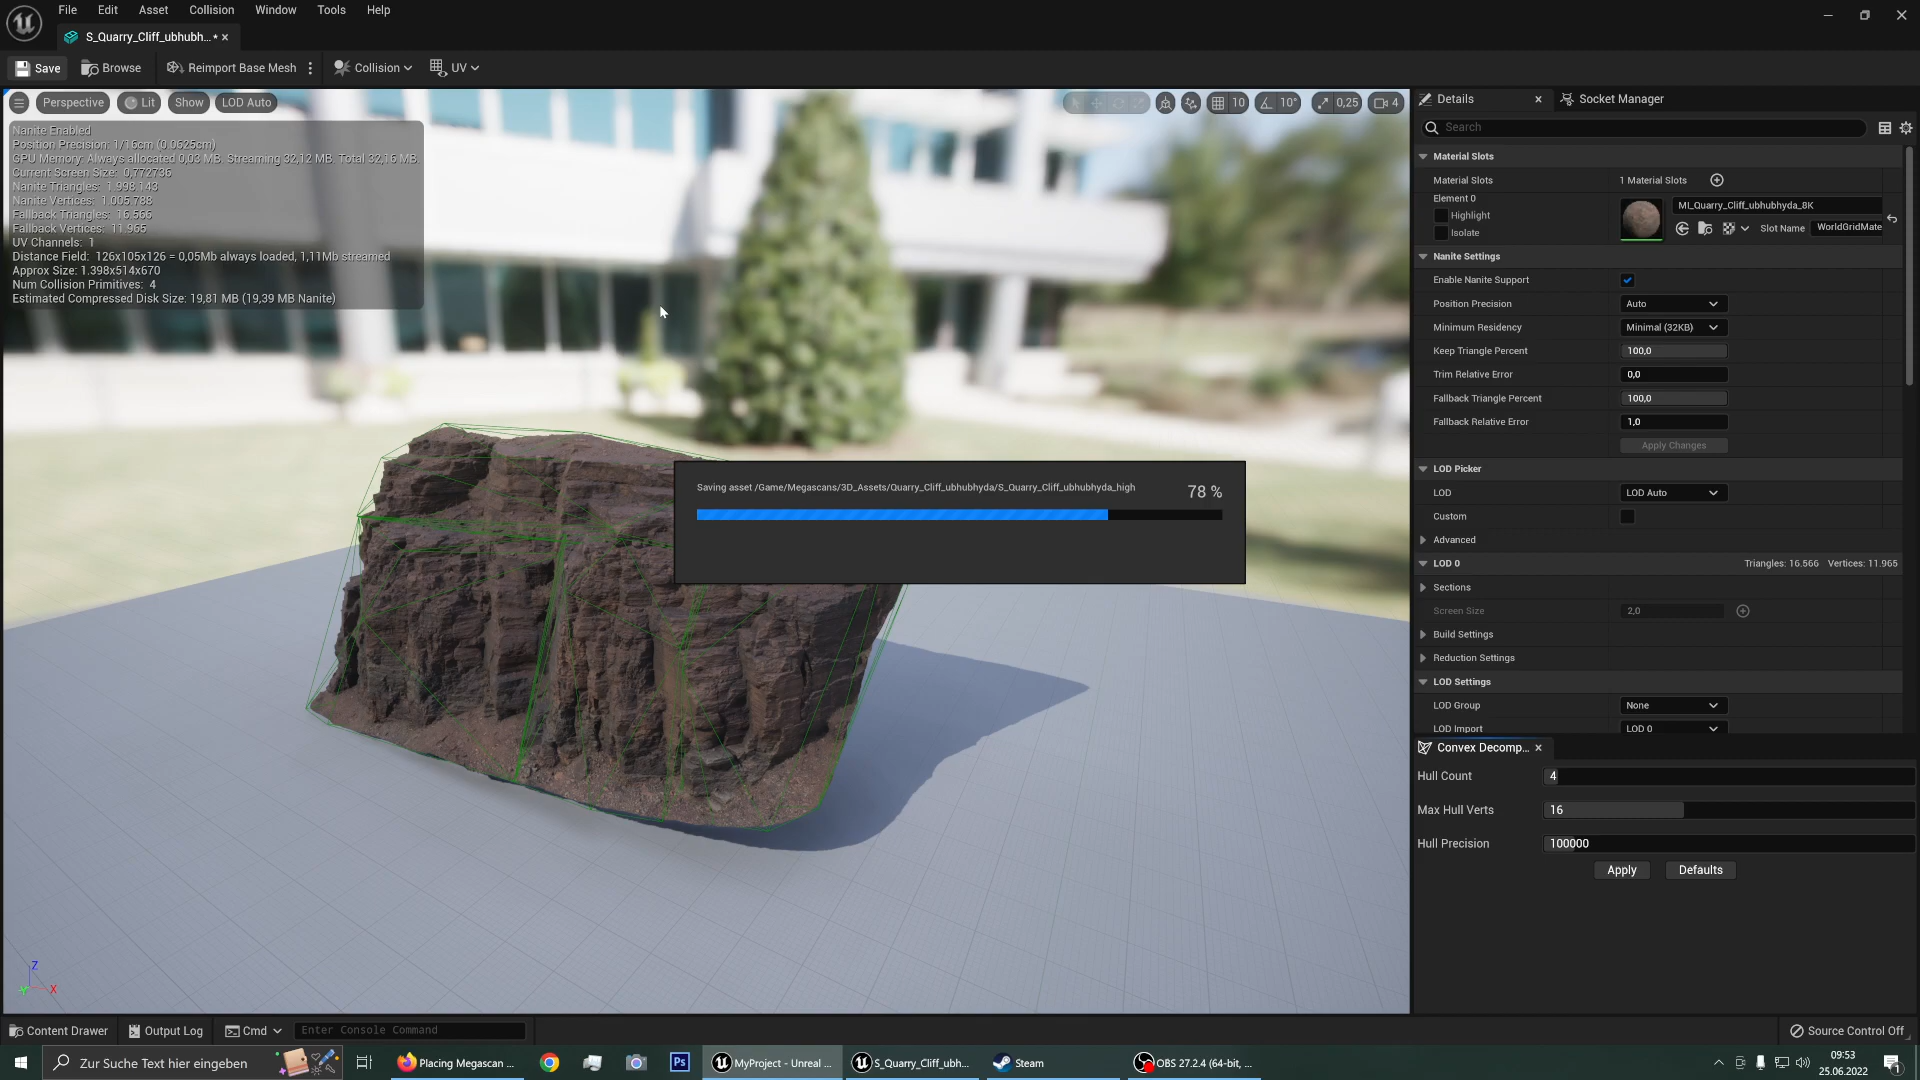 File Edit Asset Collision Window Tools Help
S_Quarry_Cliff_ubhubh...*
Save Browse Reimport Base Mesh Collision UV
Perspective Lit Show LOD Auto 10 10° 0,25 4
Nanite Enabled
Position Precision: 1/16cm (0.0625cm)
GPU Memory: Always allocated 0,03 MB. Streaming 32,12 MB. Total 32,16 MB.
Current Screen Size: 0,772736
Nanite Triangles: 1.998.143
Nanite Vertices: 1.005.788
Fallback Triangles: 16.566
Fallback Vertices: 11.965
UV Channels: 1
Distance Field: 126x105x126 = 0,05Mb always loaded, 1,11Mb streamed
Approx Size: 1.398x514x670
Num Collision Primitives: 4
Estimated Compressed Disk Size: 19,81 MB (19,39 MB Nanite)
Saving asset /Game/Megascans/3D_Assets/Quarry_Cliff_ubhubhyda/S_Quarry_Cliff_ubhubhyda_high 78 %
Z
X
Details Socket Manager
Search
Material Slots
Material Slots 1 Material Slots
Element 0
Highlight
Isolate
MI_Quarry_Cliff_ubhubhyda_8K
Slot Name WorldGridMate
Nanite Settings
Enable Nanite Support
Position Precision Auto
Minimum Residency Minimal (32KB)
Keep Triangle Percent 100,0
Trim Relative Error 0,0
Fallback Triangle Percent 100,0
Fallback Relative Error 1,0
Apply Changes
LOD Picker
LOD LOD Auto
Custom
Advanced
LOD 0 Triangles: 16.566 Vertices: 11.965
Sections
Screen Size 2,0
Build Settings
Reduction Settings
LOD Settings
LOD Group None
LOD Import LOD 0
Convex Decomp...
Hull Count 4
Max Hull Verts 16
Hull Precision 100000
Apply Defaults
Content Drawer Output Log Cmd Enter Console Command Source Control Off
Zur Suche Text hier eingeben Placing Megascan ... Ps MyProject - Unreal ... S_Quarry_Cliff_ubh... Steam OBS 27.2.4 (64-bit, ...
09:53
25.06.2022
1